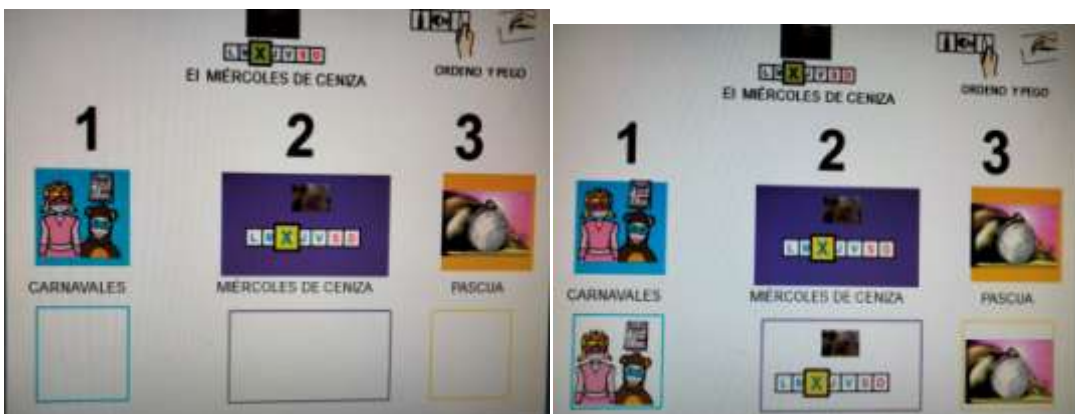 L M X J V S D
El MIÉRCOLES DE CENIZA
ORDENO Y PEGO
1 2 3
L M X J V S D
CARNAVALES MIÉRCOLES DE CENIZA PASCUA
L M X J V S D
El MIÉRCOLES DE CENIZA
ORDENO Y PEGO
1 2 3
L M X J V S D
CARNAVALES MIÉRCOLES DE CENIZA PASCUA
L M X J V S D